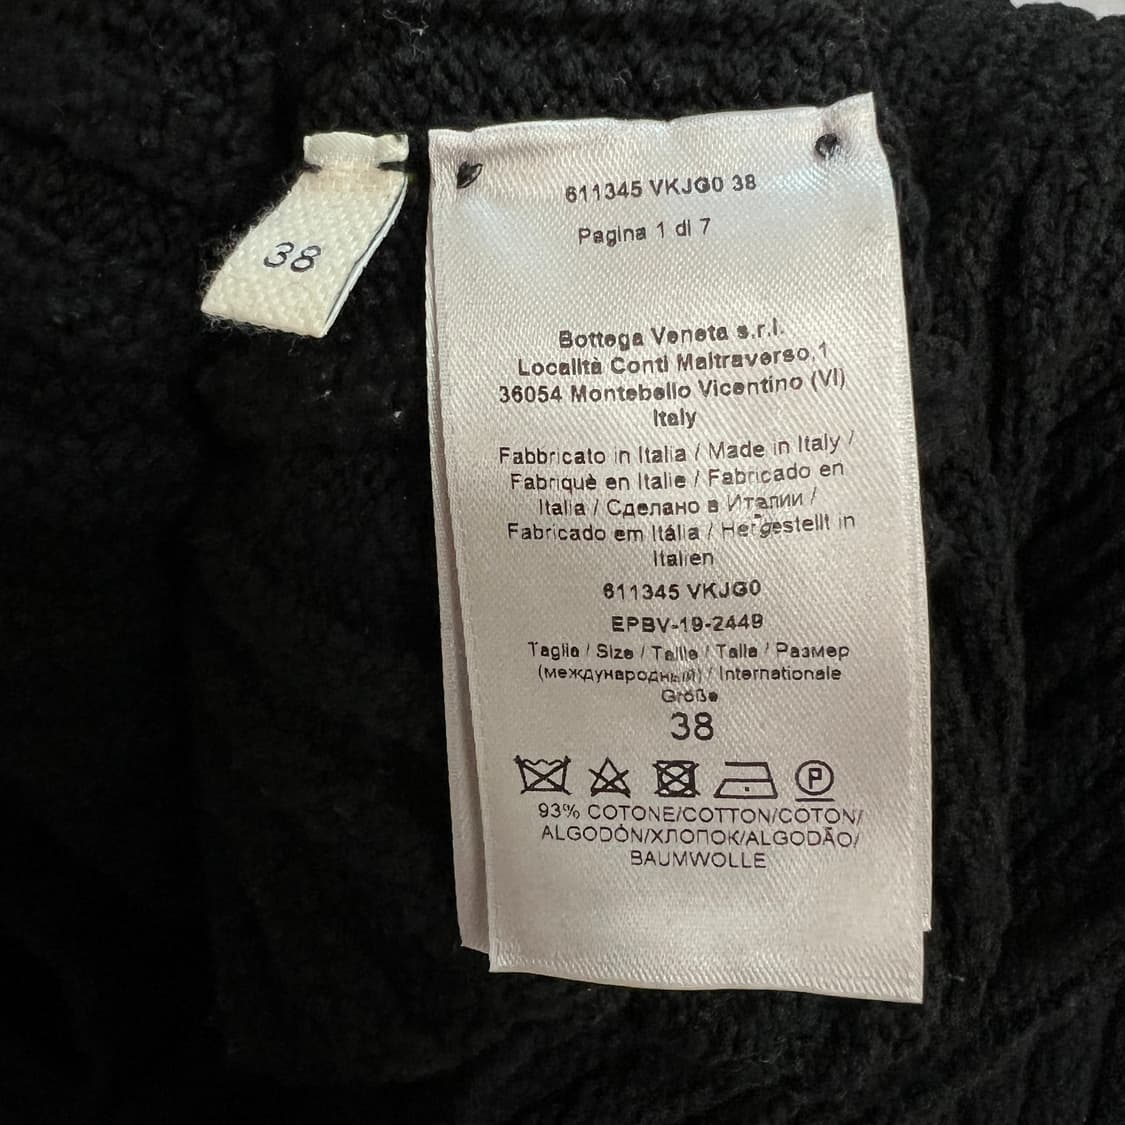 38
611345 VKJG0 38
Pagina 1 di 7
Bottega Veneta s.r.l.
Località Conti Maltraverso,1
36054 Montebello Vicentino (VI)
Italy
Fabbricato in Italia / Made in Italy /
Fabriquè en Italie / Fabricado en
Italia / Сделано в Италии /
Fabricado em Itália / Hergestellt in
Italien
611345 VKJG0
EPBV-19-2449
Taglia / Size / Taille / Talla / Размер
(международный) / Internationale
Größe
38
93% COTONE/COTTON/COTON/
ALGODÓN/ХЛОПОК/ALGODÃO/
BAUMWOLLE